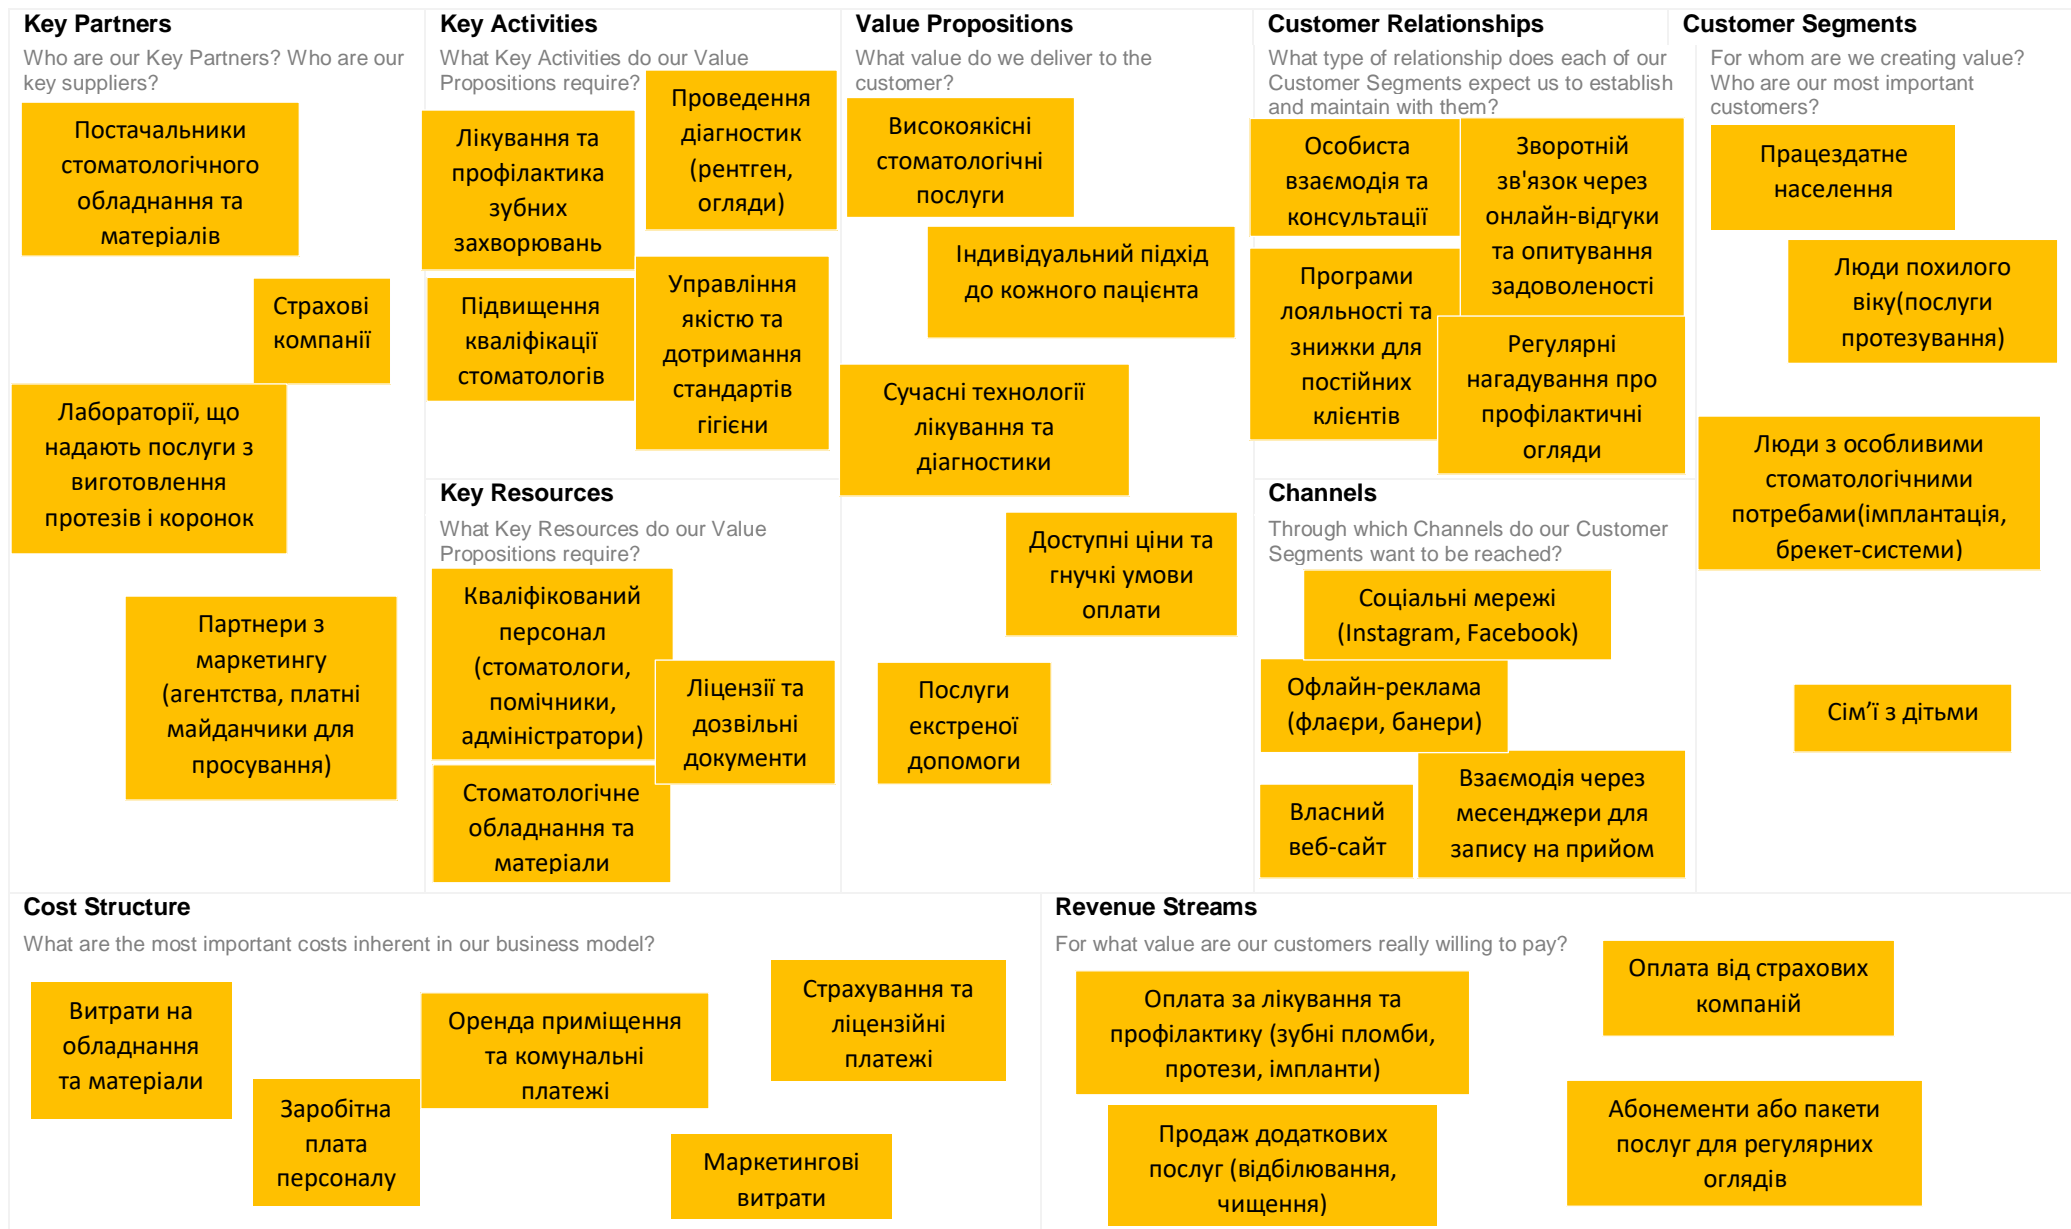 Key Partners
Who are our Key Partners? Who are our
key suppliers?
Постачальники
стоматологічного
обладнання та
матеріалів
Страхові
компанії
Лабораторії, що
надають послуги з
виготовлення
протезів і коронок
Партнери з
маркетингу
(агентства, платні
майданчики для
просування)
Key Activities
What Key Activities do our Value
Propositions require?
Проведення
діагностик
(рентген,
огляди)
Лікування та
профілактика
зубних
захворювань
Підвищення
кваліфікації
стоматологів
Управління
якістю та
дотримання
стандартів
гігієни
Key Resources
What Key Resources do our Value
Propositions require?
Кваліфікований
персонал
(стоматологи,
помічники,
адміністратори)
Ліцензії та
дозвільні
документи
Стоматологічне
обладнання та
матеріали
Value Propositions
What value do we deliver to the
customer?
Високоякісні
стоматологічні
послуги
Індивідуальний підхід
до кожного пацієнта
Сучасні технології
лікування та
діагностики
Доступні ціни та
гнучкі умови
оплати
Послуги
екстреної
допомоги
Customer Relationships
What type of relationship does each of our
Customer Segments expect us to establish
and maintain with them?
Особиста
взаємодія та
консультації
Зворотній
зв'язок через
онлайн-відгуки
та опитування
задоволеності
Програми
лояльності та
знижки для
постійних
клієнтів
Регулярні
нагадування про
профілактичні
огляди
Channels
Through which Channels do our Customer
Segments want to be reached?
Соціальні мережі
(Instagram, Facebook)
Офлайн-реклама
(флаєри, банери)
Власний
веб-сайт
Взаємодія через
месенджери для
запису на прийом
Customer Segments
For whom are we creating value?
Who are our most important
customers?
Працездатне
населення
Люди похилого
віку(послуги
протезування)
Люди з особливими
стоматологічними
потребами(імплантація,
брекет-системи)
Сім’ї з дітьми
Cost Structure
What are the most important costs inherent in our business model?
Витрати на
обладнання
та матеріали
Заробітна
плата
персоналу
Оренда приміщення
та комунальні
платежі
Страхування та
ліцензійні
платежі
Маркетингові
витрати
Revenue Streams
For what value are our customers really willing to pay?
Оплата за лікування та
профілактику (зубні пломби,
протези, імпланти)
Оплата від страхових
компаній
Продаж додаткових
послуг (відбілювання,
чищення)
Абонементи або пакети
послуг для регулярних
оглядів